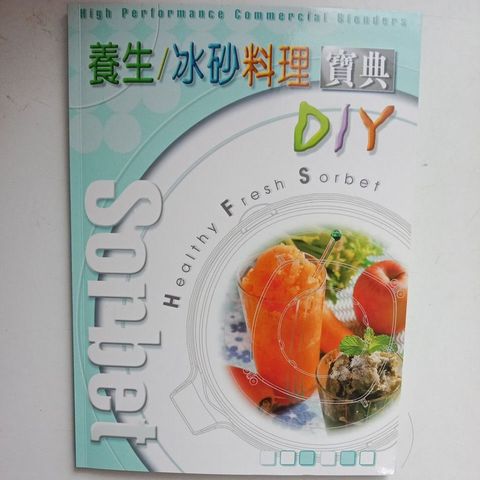 High Performance Commercial Blenders
養生/冰砂料理寶典
DIY
Healthy Fresh Sorbet
Sorbet